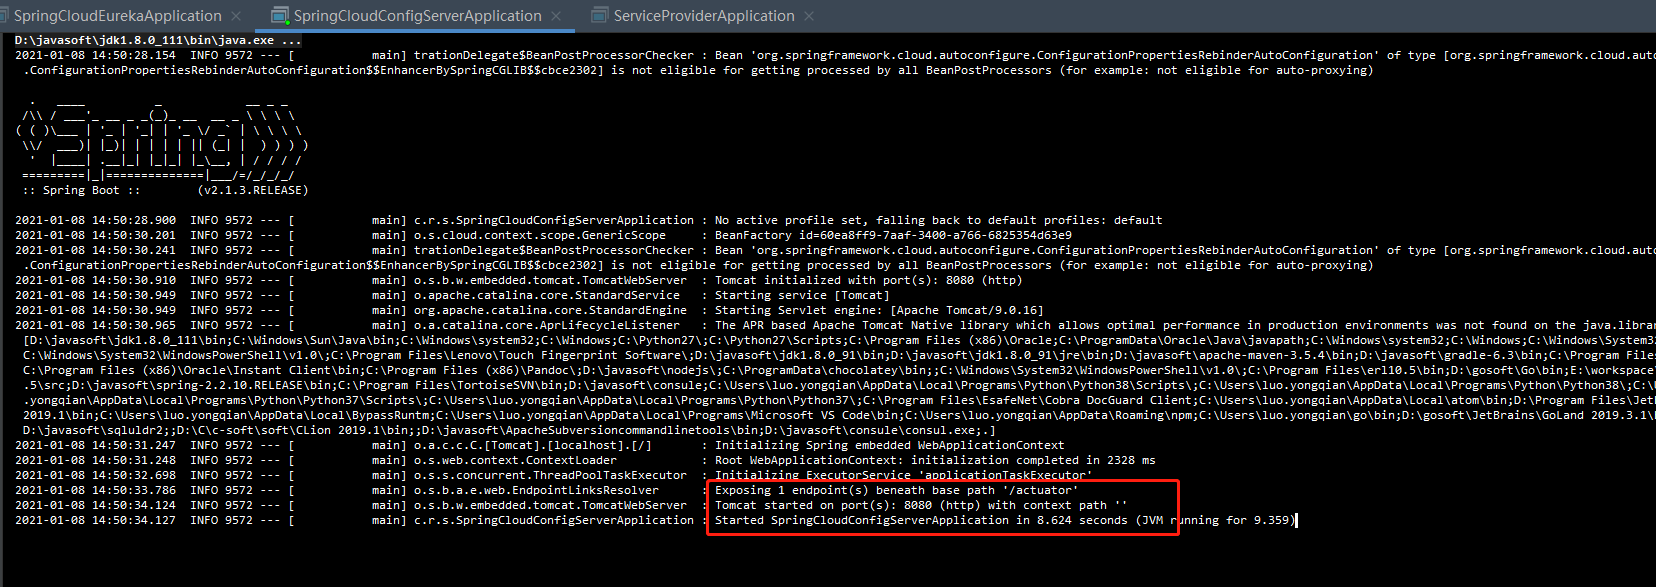 SpringCloudEurekaApplication × SpringCloudConfigServerApplication × ServiceProviderApplication ×
D:\javasoft\jdk1.8.0_111\bin\java.exe ...
2021-01-08 14:50:28.154  INFO 9572 --- [           main] trationDelegate$BeanPostProcessorChecker : Bean 'org.springframework.cloud.autoconfigure.ConfigurationPropertiesRebinderAutoConfiguration' of type [org.springframework.cloud.auto
.ConfigurationPropertiesRebinderAutoConfiguration$$EnhancerBySpringCGLIB$$cbce2302] is not eligible for getting processed by all BeanPostProcessors (for example: not eligible for auto-proxying)
  .   ____          _            __ _ _
 /\\ / ___'_ __ _ _(_)_ __  __ _ \ \ \ \
( ( )\___ | '_ | '_| | '_ \/ _` | \ \ \ \
 \\/  ___)| |_)| | | | | || (_| |  ) ) ) )
  '  |____| .__|_| |_|_| |_\__, | / / / /
 =========|_|==============|___/=/_/_/_/
 :: Spring Boot ::        (v2.1.3.RELEASE)
2021-01-08 14:50:28.900  INFO 9572 --- [           main] c.r.s.SpringCloudConfigServerApplication : No active profile set, falling back to default profiles: default
2021-01-08 14:50:30.201  INFO 9572 --- [           main] o.s.cloud.context.scope.GenericScope     : BeanFactory id=60ea8ff9-7aaf-3400-a766-6825354d63e9
2021-01-08 14:50:30.241  INFO 9572 --- [           main] trationDelegate$BeanPostProcessorChecker : Bean 'org.springframework.cloud.autoconfigure.ConfigurationPropertiesRebinderAutoConfiguration' of type [org.springframework.cloud.auto
.ConfigurationPropertiesRebinderAutoConfiguration$$EnhancerBySpringCGLIB$$cbce2302] is not eligible for getting processed by all BeanPostProcessors (for example: not eligible for auto-proxying)
2021-01-08 14:50:30.910  INFO 9572 --- [           main] o.s.b.w.embedded.tomcat.TomcatWebServer  : Tomcat initialized with port(s): 8080 (http)
2021-01-08 14:50:30.949  INFO 9572 --- [           main] o.apache.catalina.core.StandardService   : Starting service [Tomcat]
2021-01-08 14:50:30.949  INFO 9572 --- [           main] org.apache.catalina.core.StandardEngine  : Starting Servlet engine: [Apache Tomcat/9.0.16]
2021-01-08 14:50:30.965  INFO 9572 --- [           main] o.a.catalina.core.AprLifecycleListener   : The APR based Apache Tomcat Native library which allows optimal performance in production environments was not found on the java.librar
[D:\javasoft\jdk1.8.0_111\bin;C:\Windows\Sun\Java\bin;C:\Windows\system32;C:\Windows;C:\Python27\;C:\Python27\Scripts;C:\Program Files (x86)\Oracle;C:\ProgramData\Oracle\Java\javapath;C:\Windows\system32;C:\Windows;C:\Windows\System32
C:\Windows\System32\WindowsPowerShell\v1.0\;C:\Program Files\Lenovo\Touch Fingerprint Software\;D:\javasoft\jdk1.8.0_91\bin;D:\javasoft\jdk1.8.0_91\jre\bin;D:\javasoft\apache-maven-3.5.4\bin;D:\javasoft\gradle-6.3\bin;C:\Program Files
C:\Program Files (x86)\Oracle\Instant Client\bin;C:\Program Files (x86)\Pandoc\;D:\javasoft\nodejs\;C:\ProgramData\chocolatey\bin;;C:\Windows\System32\WindowsPowerShell\v1.0\;C:\Program Files\erl10.5\bin;D:\gosoft\Go\bin;E:\workspace\
.5\src;D:\javasoft\spring-2.2.10.RELEASE\bin;C:\Program Files\TortoiseSVN\bin;D:\javasoft\consule;C:\Users\luo.yongqian\AppData\Local\Programs\Python\Python38\Scripts\;C:\Users\luo.yongqian\AppData\Local\Programs\Python\Python38\;C:\U
.yongqian\AppData\Local\Programs\Python\Python37\Scripts\;C:\Users\luo.yongqian\AppData\Local\Programs\Python\Python37\;C:\Program Files\EsafeNet\Cobra DocGuard Client;C:\Users\luo.yongqian\AppData\Local\atom\bin;D:\Program Files\JetB
2019.1\bin;C:\Users\luo.yongqian\AppData\Local\BypassRuntm;C:\Users\luo.yongqian\AppData\Local\Programs\Microsoft VS Code\bin;C:\Users\luo.yongqian\AppData\Roaming\npm;C:\Users\luo.yongqian\go\bin;D:\gosoft\JetBrains\GoLand 2019.3.1\b
D:\javasoft\sqluldr2;;D:\C\c-soft\soft\CLion 2019.1\bin;;D:\javasoft\ApacheSubversioncommandlinetools\bin;D:\javasoft\consule\consul.exe;.]
2021-01-08 14:50:31.247  INFO 9572 --- [           main] o.a.c.c.C.[Tomcat].[localhost].[/]       : Initializing Spring embedded WebApplicationContext
2021-01-08 14:50:31.248  INFO 9572 --- [           main] o.s.web.context.ContextLoader            : Root WebApplicationContext: initialization completed in 2328 ms
2021-01-08 14:50:32.698  INFO 9572 --- [           main] o.s.s.concurrent.ThreadPoolTaskExecutor  : Initializing ExecutorService 'applicationTaskExecutor'
2021-01-08 14:50:33.786  INFO 9572 --- [           main] o.s.b.a.e.web.EndpointLinksResolver      : Exposing 1 endpoint(s) beneath base path '/actuator'
2021-01-08 14:50:34.124  INFO 9572 --- [           main] o.s.b.w.embedded.tomcat.TomcatWebServer  : Tomcat started on port(s): 8080 (http) with context path ''
2021-01-08 14:50:34.127  INFO 9572 --- [           main] c.r.s.SpringCloudConfigServerApplication : Started SpringCloudConfigServerApplication in 8.624 seconds (JVM running for 9.359)